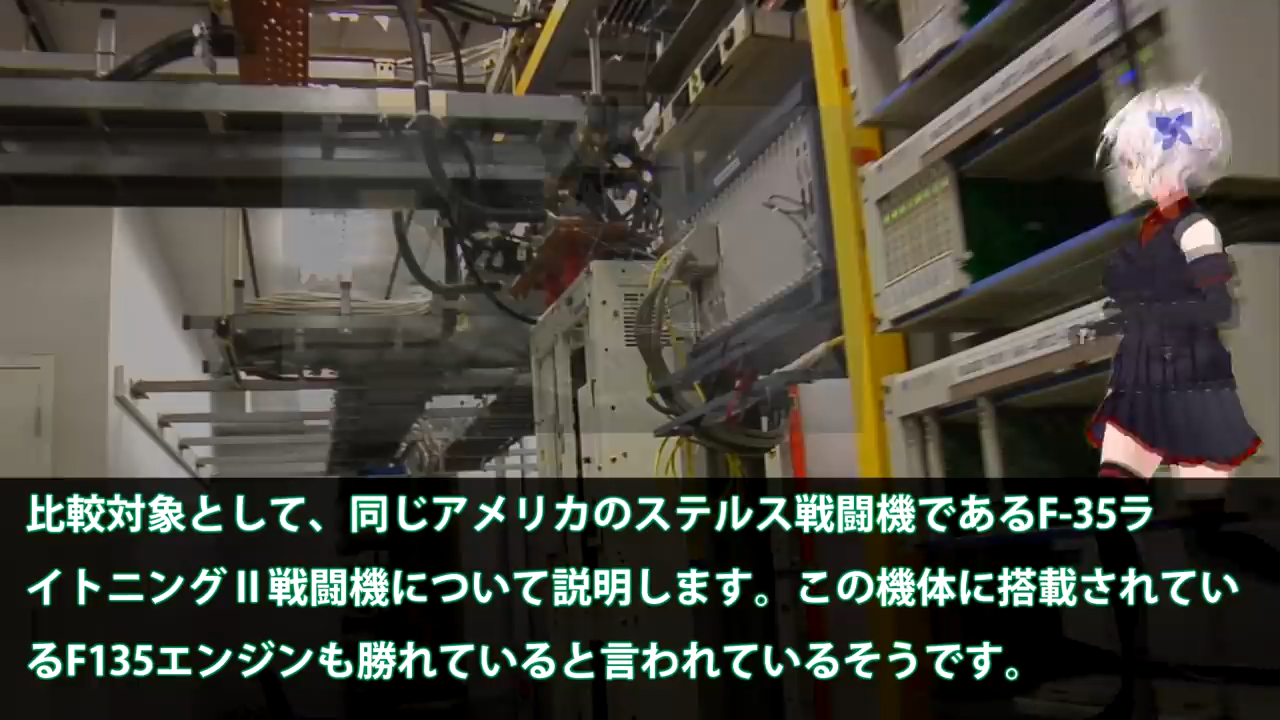 比較対象として、同じアメリカのステルス戦闘機であるF-35ラ
イトニングⅡ戦闘機について説明します。この機体に搭載されてい
るF135エンジンも勝れていると言われているそうです。